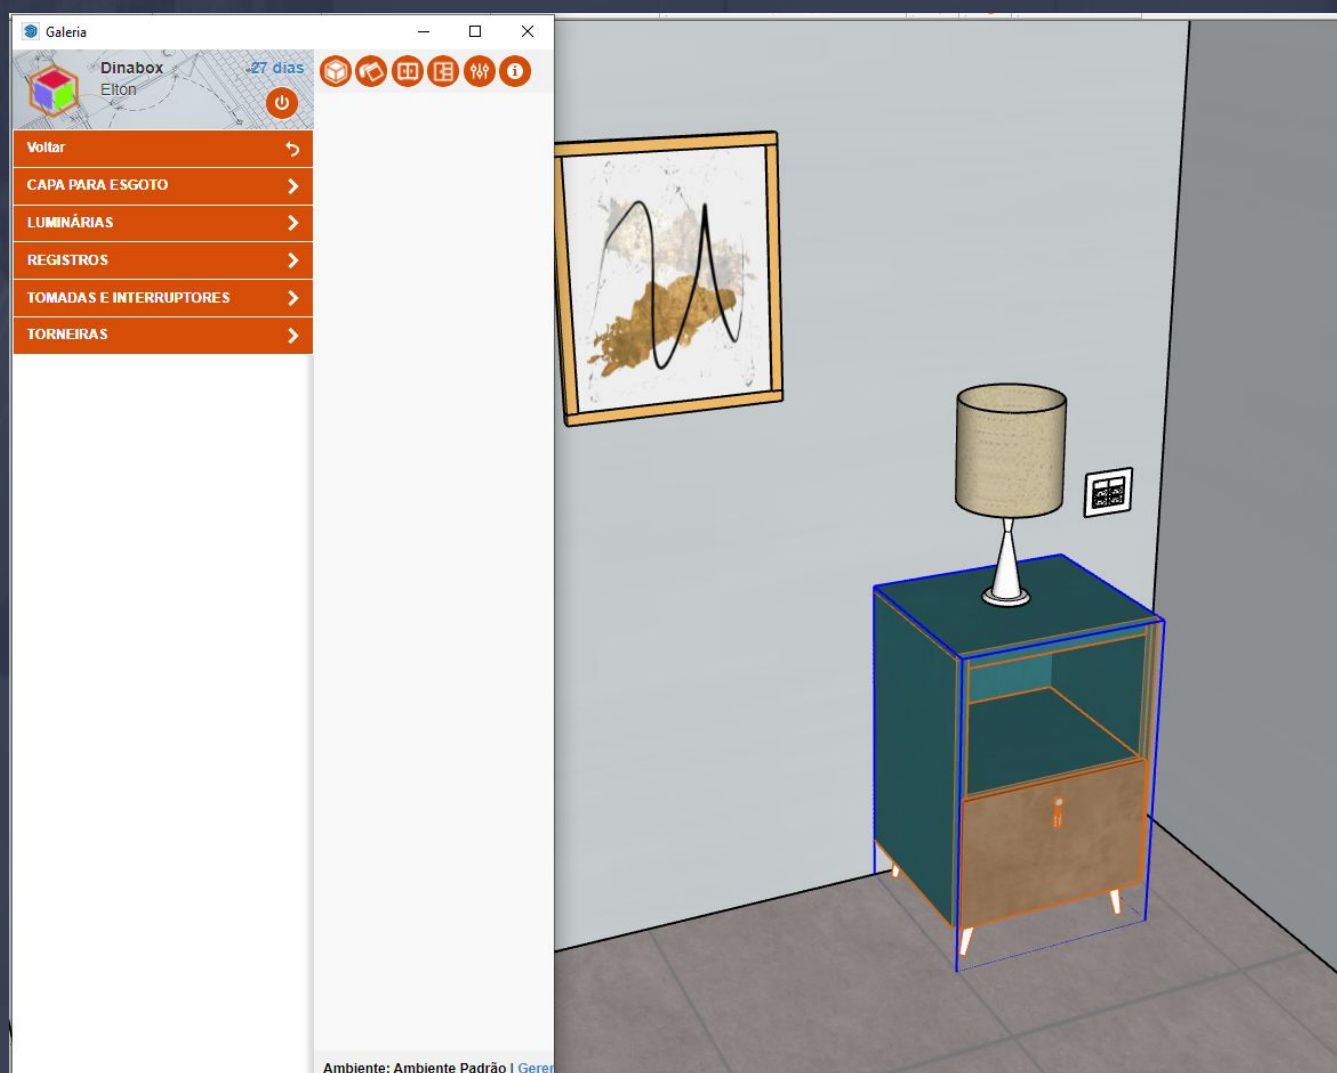 Galeria
Dinabox
27 dias
Elton
Voltar
CAPA PARA ESGOTO
LUMINÁRIAS
REGISTROS
TOMADAS E INTERRUPTORES
TORNEIRAS
Ambiente: Ambiente Padrão | Geren